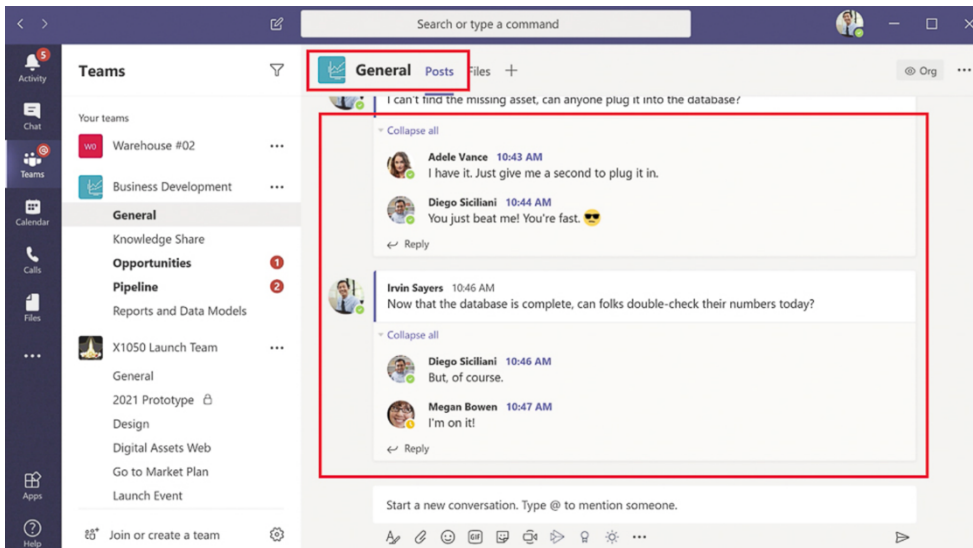 Search or type a command
5
Activity
Chat
@
Teams
Calendar
Calls
Files
Apps
Help
Teams
Your teams
W0
Warehouse #02
Business Development
General
Knowledge Share
Opportunities 1
Pipeline 2
Reports and Data Models
X1050 Launch Team
General
2021 Prototype
Design
Digital Assets Web
Go to Market Plan
Launch Event
Join or create a team
General Posts Files +
Org
I can't find the missing asset, can anyone plug it into the database?
Collapse all
Adele Vance 10:43 AM
I have it. Just give me a second to plug it in.
Diego Siciliani 10:44 AM
You just beat me! You're fast. 😎
Reply
Irvin Sayers 10:46 AM
Now that the database is complete, can folks double-check their numbers today?
Collapse all
Diego Siciliani 10:46 AM
But, of course.
Megan Bowen 10:47 AM
I'm on it!
Reply
Start a new conversation. Type @ to mention someone.
GIF